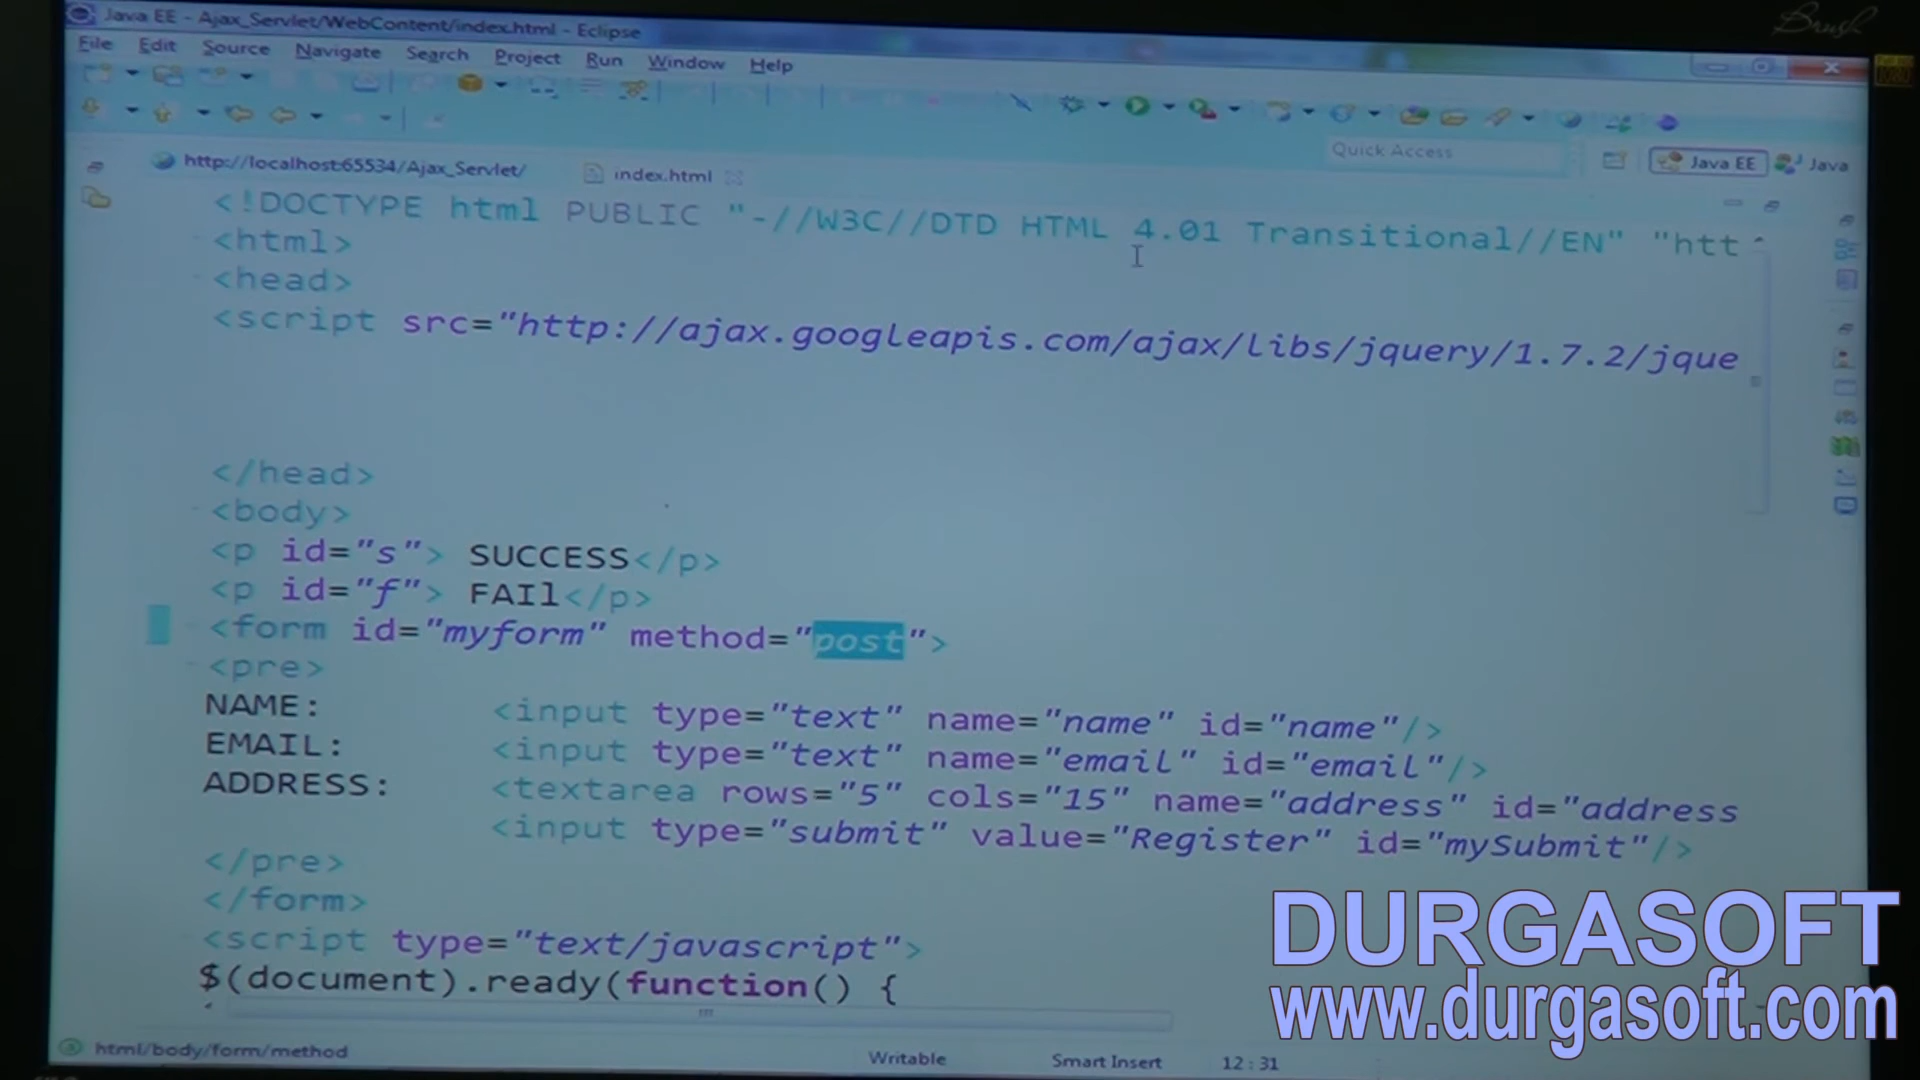 Brush
Java EE - Ajax_Servlet/WebContent/index.html - Eclipse
File Edit Source Navigate Search Project Run Window Help
Quick Access
Java EE
Java
http://localhost:65534/Ajax_Servlet/
index.html
<!DOCTYPE html PUBLIC "-//W3C//DTD HTML 4.01 Transitional//EN" "htt
<html>
<head>
<script src="http://ajax.googleapis.com/ajax/libs/jquery/1.7.2/jque
</head>
<body>
<p id="s"> SUCCESS</p>
<p id="f"> FAIl</p>
<form id="myform" method="post">
<pre>
NAME: <input type="text" name="name" id="name"/>
EMAIL: <input type="text" name="email" id="email"/>
ADDRESS: <textarea rows="5" cols="15" name="address" id="address
<input type="submit" value="Register" id="mySubmit"/>
</pre>
</form>
<script type="text/javascript">
$(document).ready(function() {
html/body/form/method
Writable
Smart Insert
12 : 31
DURGASOFT
www.durgasoft.com